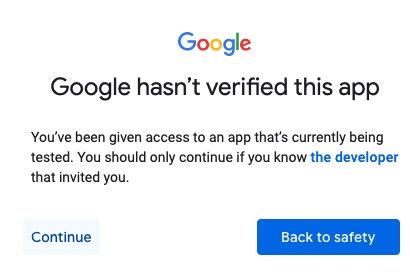 Google
Google hasn’t verified this app
You’ve been given access to an app that’s currently being
tested. You should only continue if you know the developer
that invited you.
Continue
Back to safety